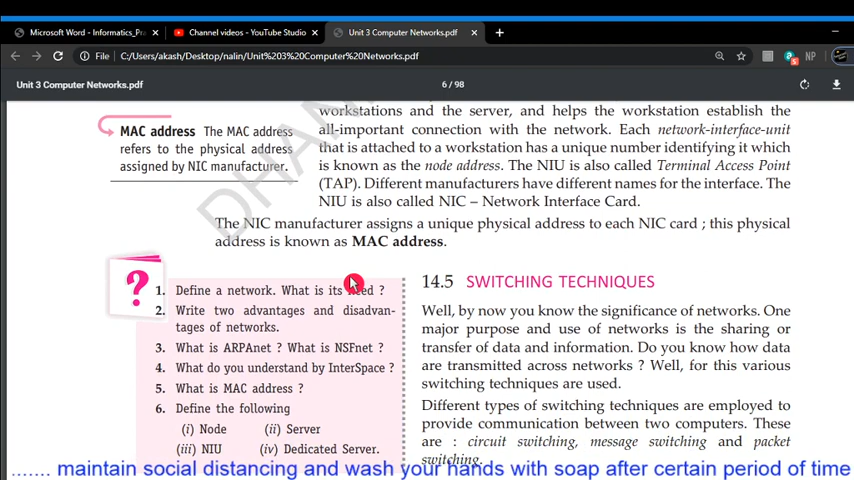 Microsoft Word - Informatics_Pr
Channel videos - YouTube Studio
Unit 3 Computer Networks.pdf
File C:/Users/akash/Desktop/nalin/Unit%203%20Computer%20Networks.pdf
NP
Unit 3 Computer Networks.pdf
6 / 98
workstations and the server, and helps the workstation establish the
all-important connection with the network. Each network-interface-unit
that is attached to a workstation has a unique number identifying it which
is known as the node address. The NIU is also called Terminal Access Point
(TAP). Different manufacturers have different names for the interface. The
NIU is also called NIC – Network Interface Card.
MAC address The MAC address
refers to the physical address
assigned by NIC manufacturer.
The NIC manufacturer assigns a unique physical address to each NIC card ; this physical
address is known as MAC address.
?
1. Define a network. What is its need ?
2. Write two advantages and disadvan-
tages of networks.
3. What is ARPAnet ? What is NSFnet ?
4. What do you understand by InterSpace ?
5. What is MAC address ?
6. Define the following
(i) Node (ii) Server
(iii) NIU (iv) Dedicated Server.
14.5 SWITCHING TECHNIQUES
Well, by now you know the significance of networks. One
major purpose and use of networks is the sharing or
transfer of data and information. Do you know how data
are transmitted across networks ? Well, for this various
switching techniques are used.
Different types of switching techniques are employed to
provide communication between two computers. These
are : circuit switching, message switching and packet
switching.
....... maintain social distancing and wash your hands with soap after certain period of time
DHAN